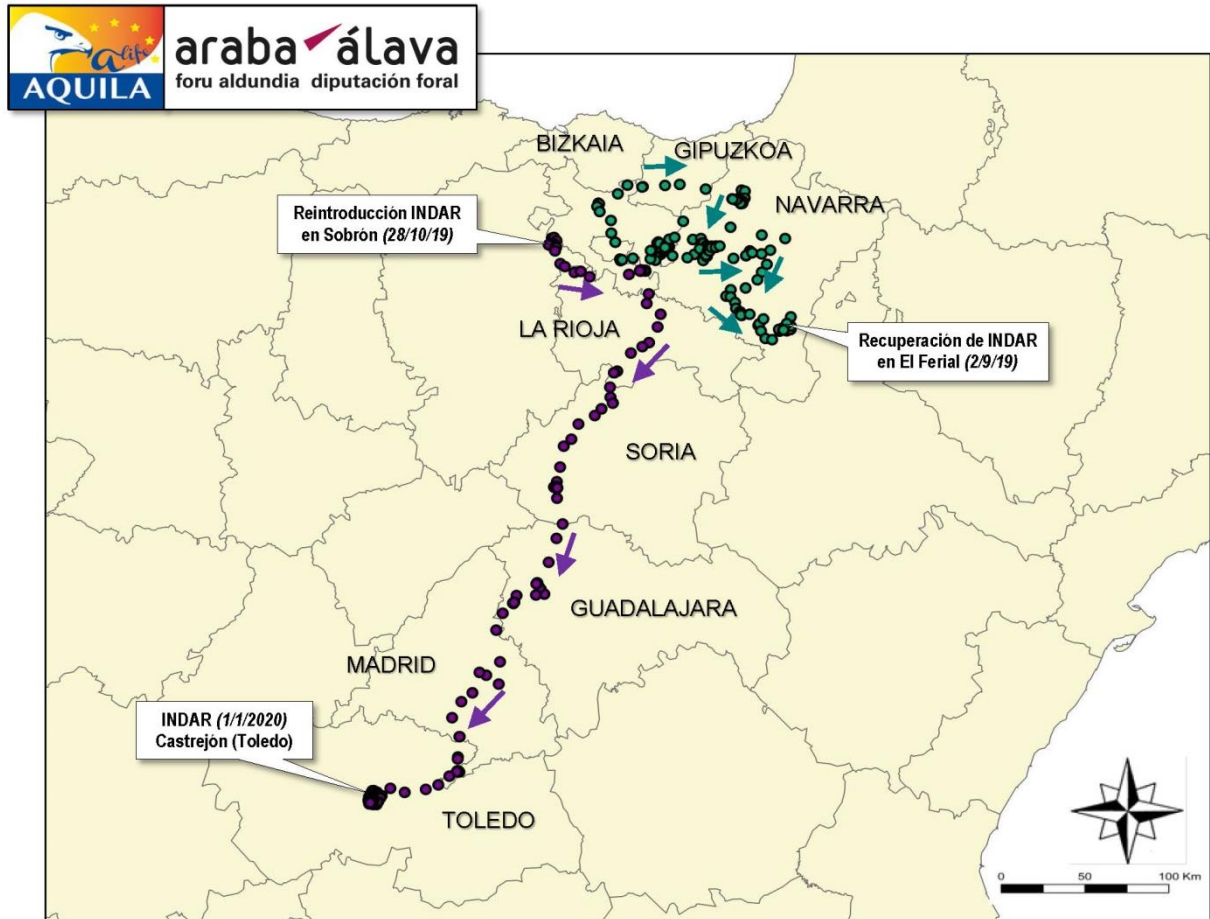 a life
AQUILA
araba álava
foru aldundia diputación foral
BIZKAIA
GIPUZKOA
NAVARRA
Reintroducción INDAR
en Sobrón (28/10/19)
LA RIOJA
Recuperación de INDAR
en El Ferial (2/9/19)
SORIA
GUADALAJARA
MADRID
INDAR (1/1/2020)
Castrejón (Toledo)
TOLEDO
0 50 100 Km